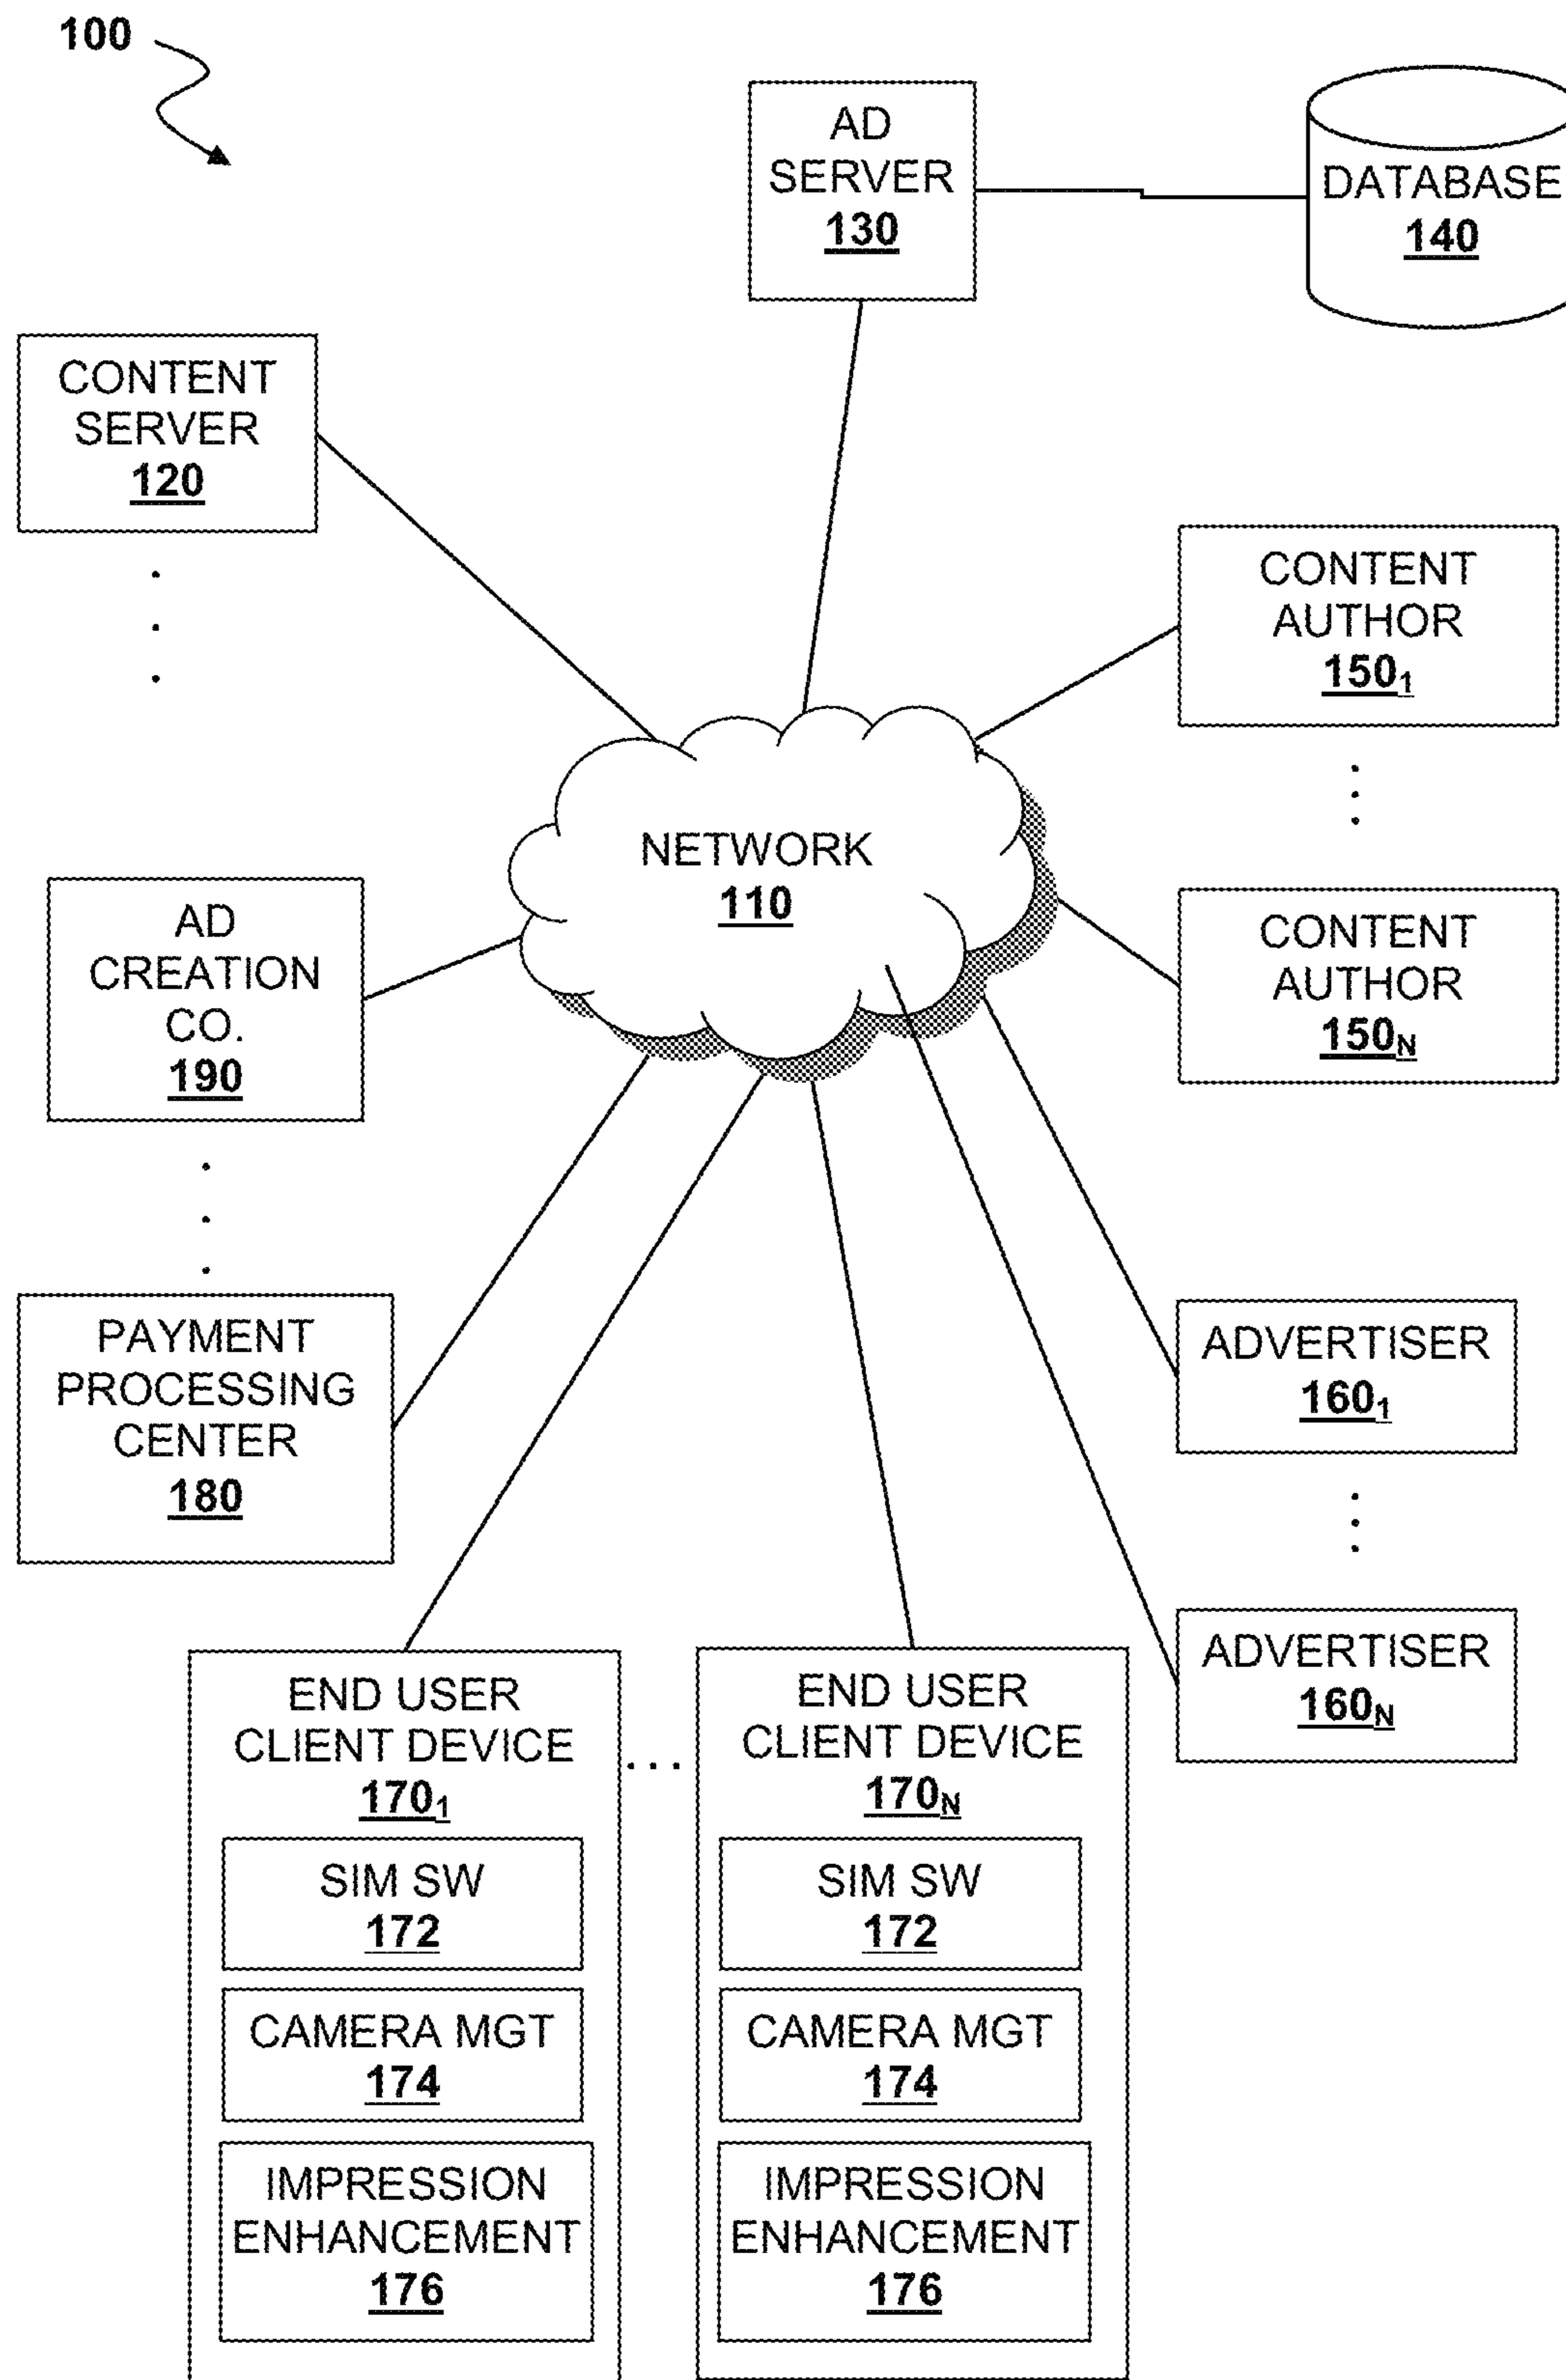 100
AD
SERVER
130
DATABASE
140
CONTENT
SERVER
120
CONTENT
AUTHOR
150₁
NETWORK
110
AD
CREATION
CO.
190
CONTENT
AUTHOR
150N
PAYMENT
PROCESSING
CENTER
180
ADVERTISER
160₁
ADVERTISER
160N
END USER
CLIENT DEVICE
170₁
SIM SW
172
CAMERA MGT
174
IMPRESSION
ENHANCEMENT
176
...
END USER
CLIENT DEVICE
170N
SIM SW
172
CAMERA MGT
174
IMPRESSION
ENHANCEMENT
176